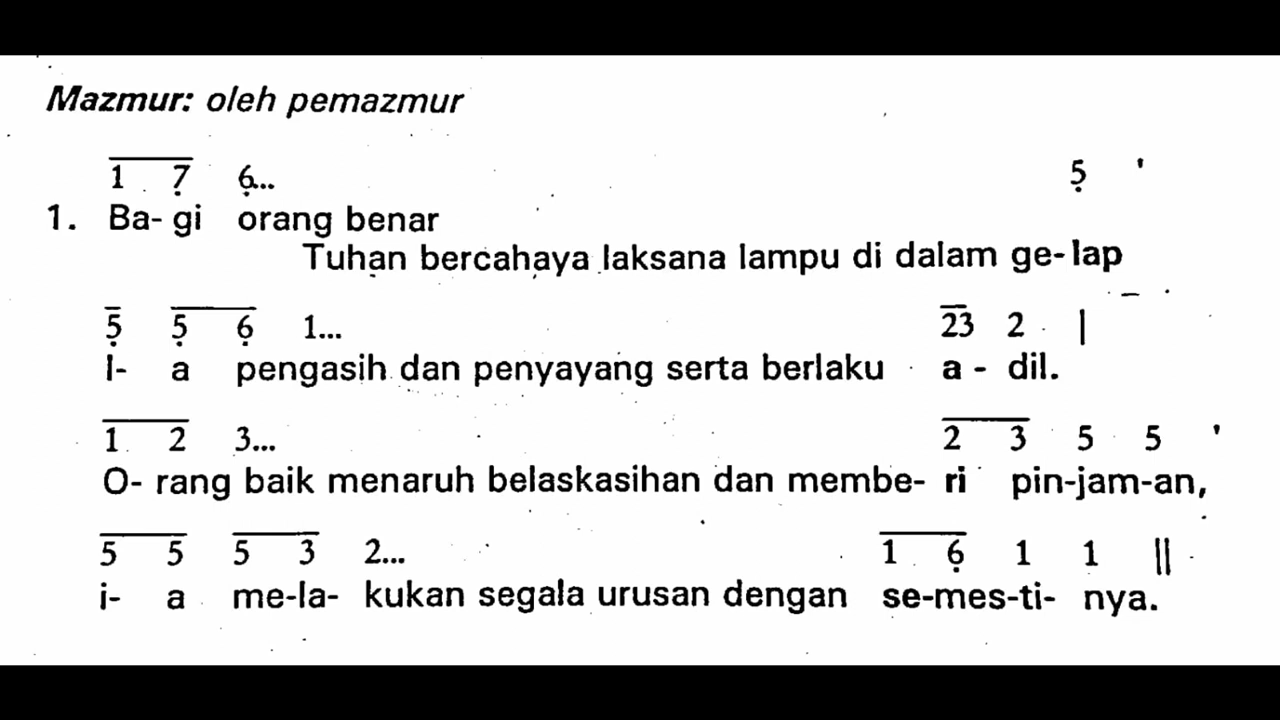 Mazmur: oleh pemazmur
1 7̣ 6̣... 5̣ '
1. Ba- gi orang benar
Tuhan bercahaya laksana lampu di dalam ge- lap
5̣ 5̣ 6̣ 1... 23 2 |
I- a pengasih dan penyayang serta berlaku a - dil.
1 2 3... 2 3 5 5 '
O- rang baik menaruh belaskasihan dan membe- ri pin-jam-an,
5 5 5 3 2... 1 6̣ 1 1 ||
i- a me-la- kukan segala urusan dengan se-mes-ti- nya.